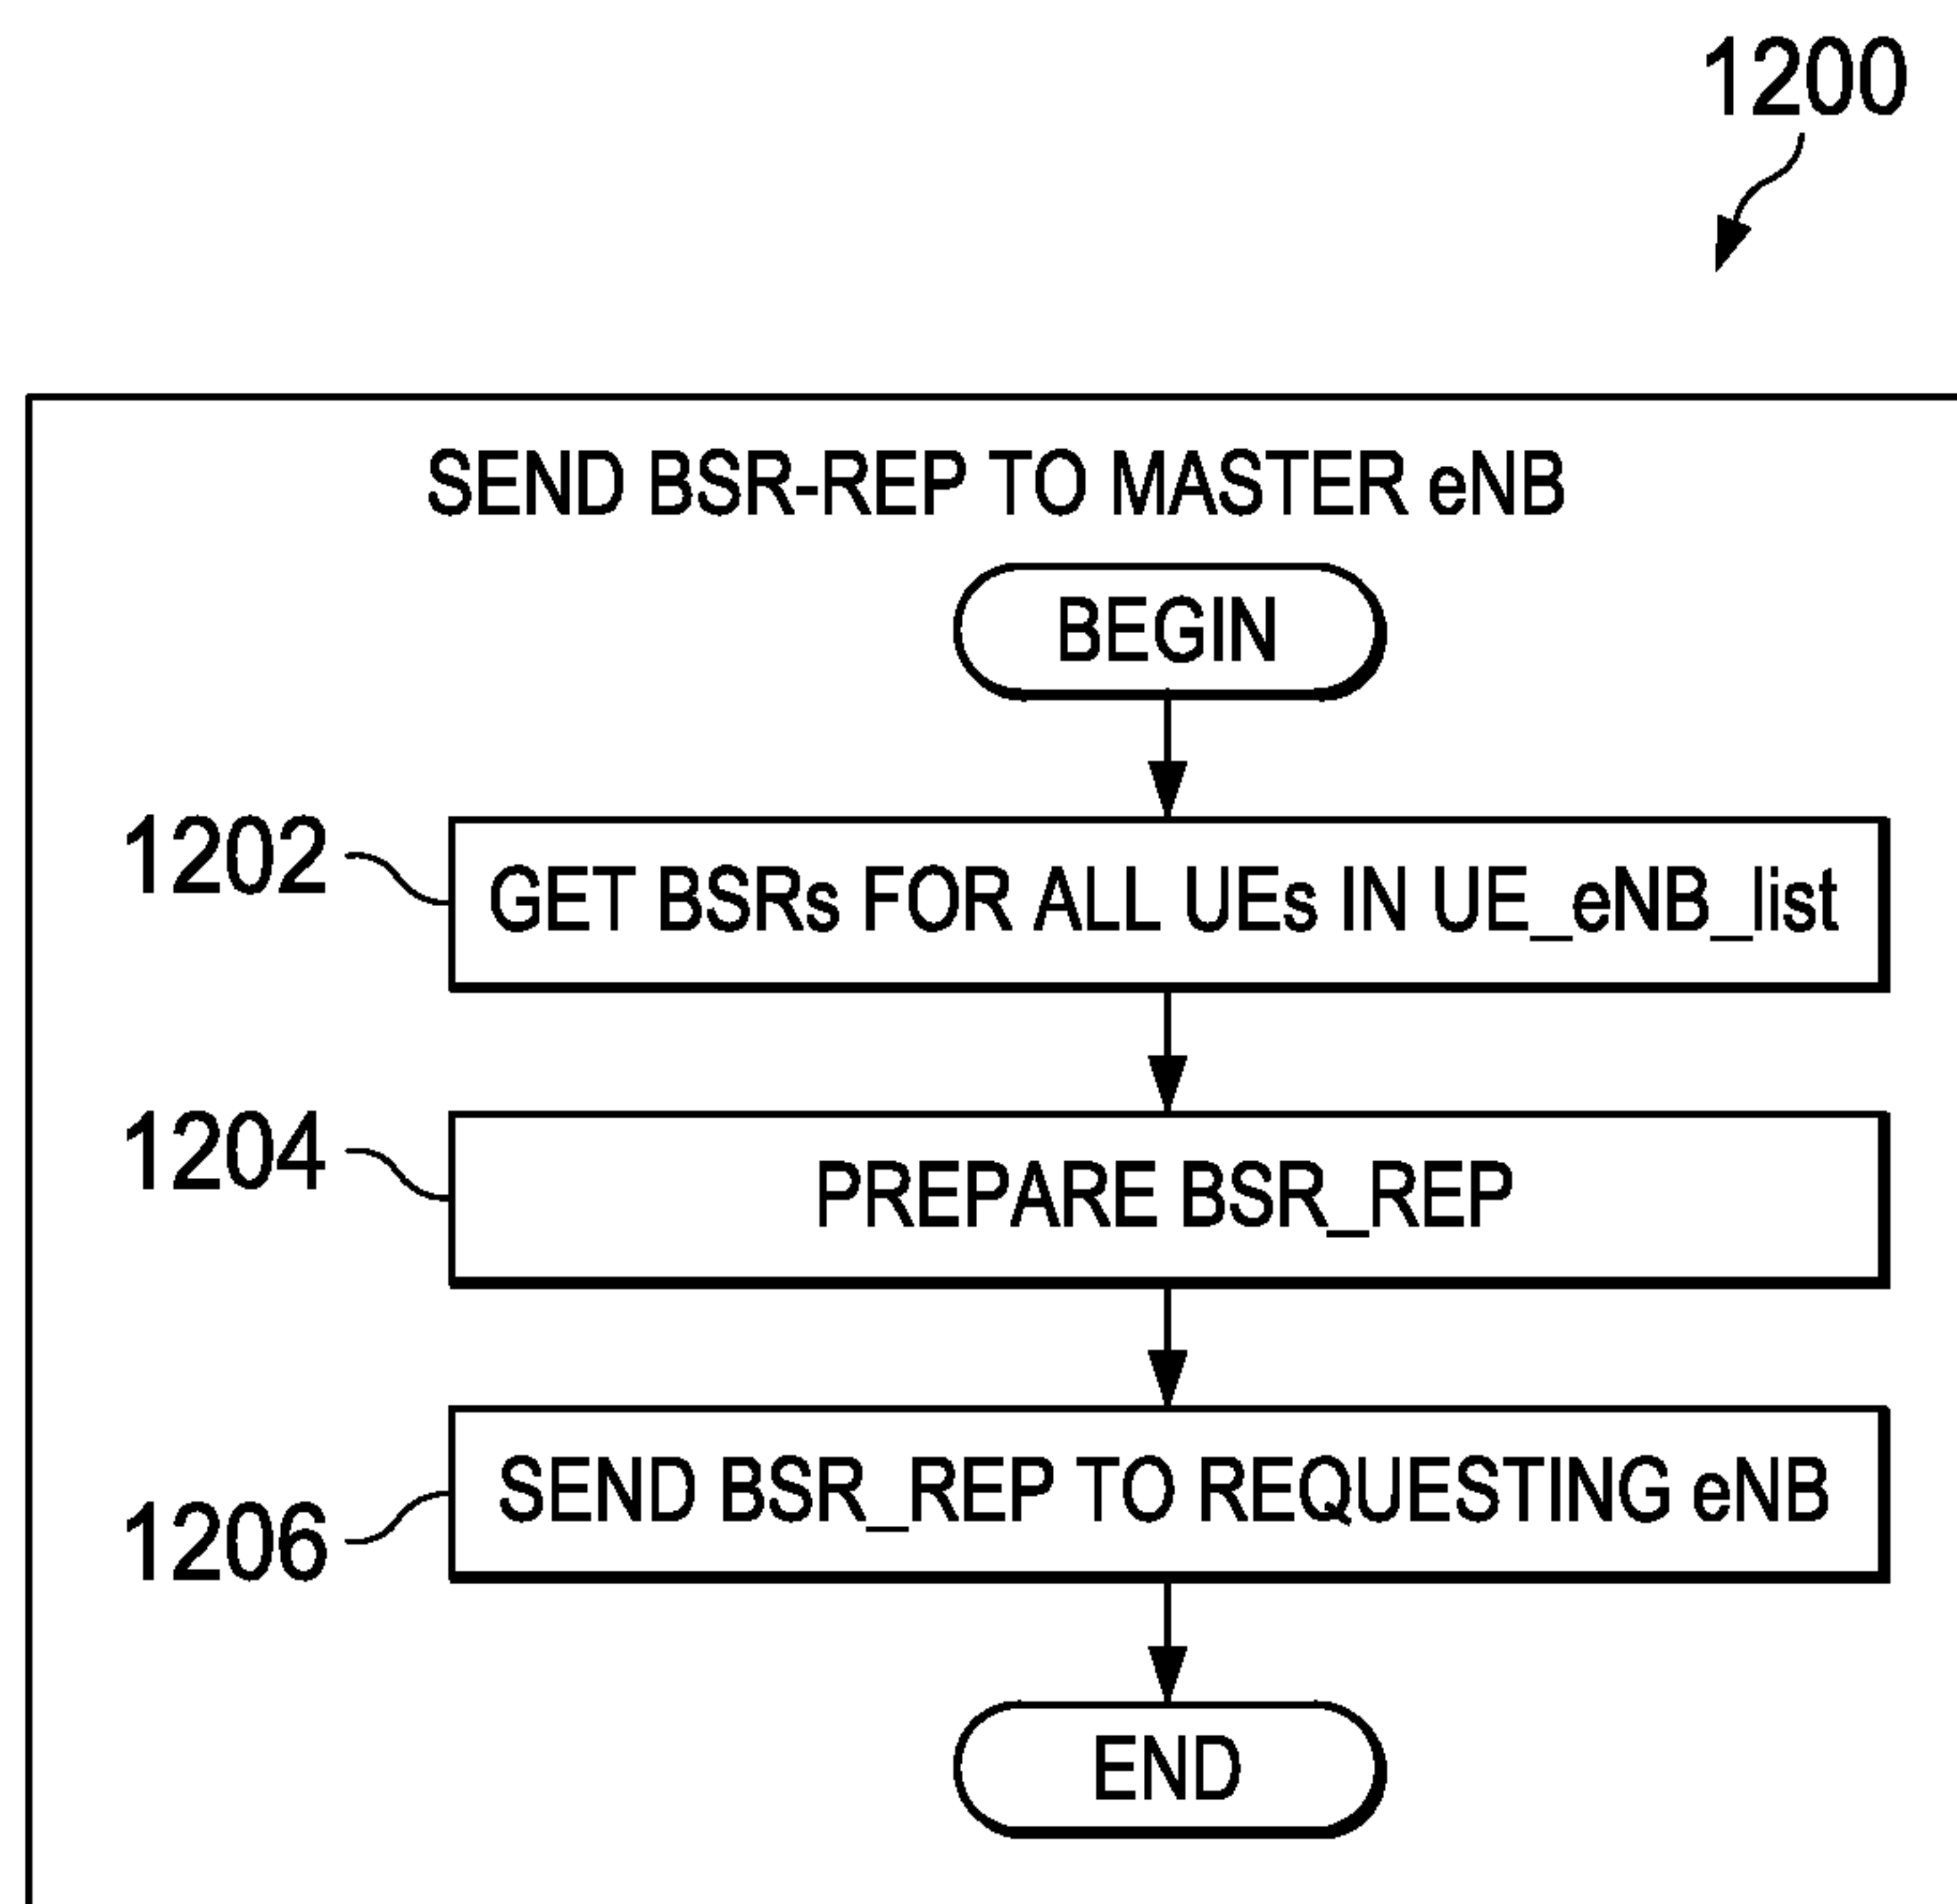 1200
SEND BSR-REP TO MASTER eNB
BEGIN
1202
GET BSRs FOR ALL UEs IN UE_eNB_list
1204
PREPARE BSR_REP
1206
SEND BSR_REP TO REQUESTING eNB
END